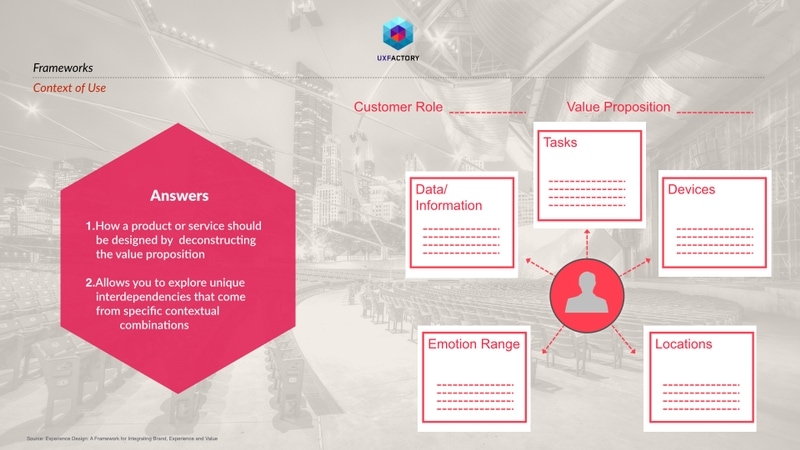 UXFACTORY
Frameworks
Context of Use
Customer Role
Value Proposition
Answers
1.How a product or service should
be designed by deconstructing
the value proposition
2.Allows you to explore unique
interdependencies that come
from specific contextual
combinations
Tasks
Data/
Information
Devices
Emotion Range
Locations
Source: Experience Design: A Framework for Integrating Brand, Experience and Value